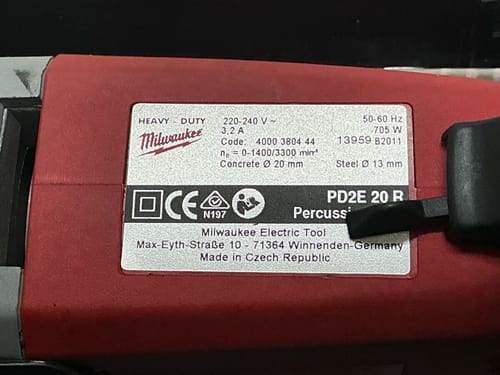 HEAVY - DUTY
Milwaukee
220-240 V ~ 50-60 Hz
3,2 A 705 W
Code: 4000 3804 44 13959 B2011
n₀ = 0-1400/3300 min⁻¹
Concrete Ø 20 mm Steel Ø 13 mm
CE N197
PD2E 20 R
Milwaukee Electric Tool
Max-Eyth-Straße 10 - 71364 Winnenden-Germany
Made in Czech Republic